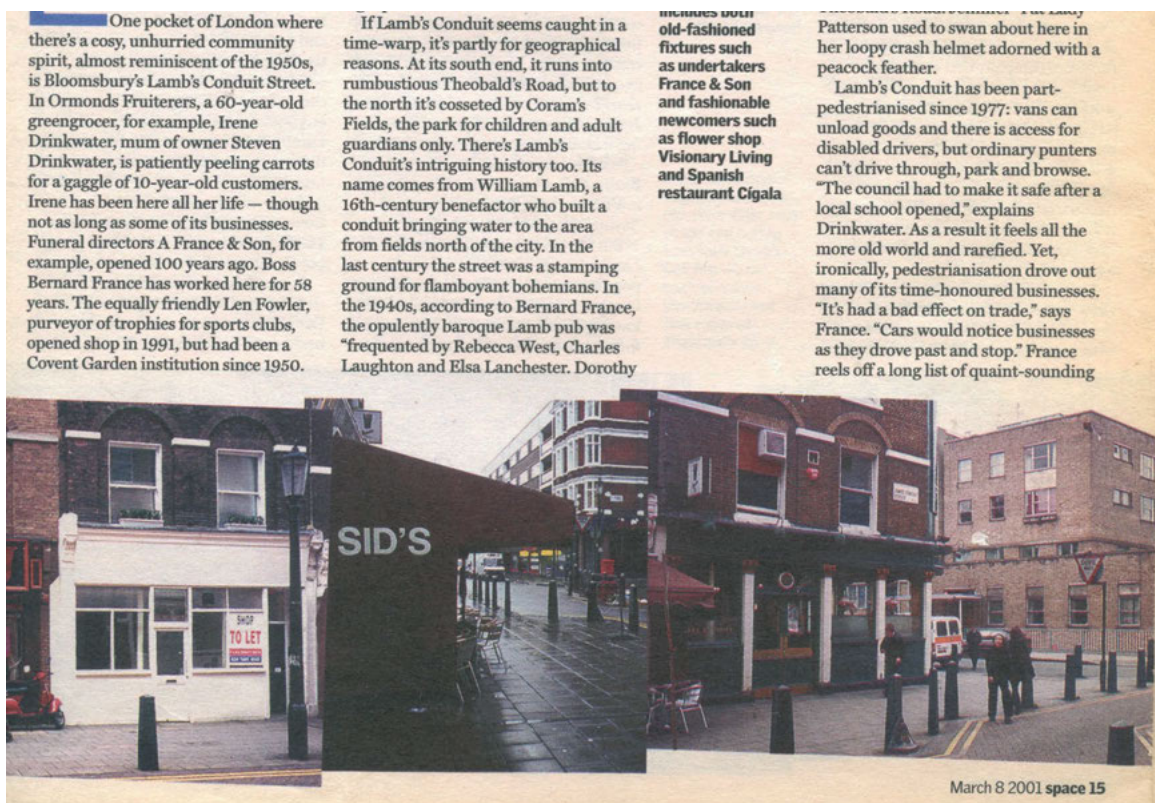 One pocket of London where
there's a cosy, unhurried community
spirit, almost reminiscent of the 1950s,
is Bloomsbury's Lamb's Conduit Street.
In Ormonds Fruiterers, a 60-year-old
greengrocer, for example, Irene
Drinkwater, mum of owner Steven
Drinkwater, is patiently peeling carrots
for a gaggle of 10-year-old customers.
Irene has been here all her life — though
not as long as some of its businesses.
Funeral directors A France & Son, for
example, opened 100 years ago. Boss
Bernard France has worked here for 58
years. The equally friendly Len Fowler,
purveyor of trophies for sports clubs,
opened shop in 1991, but had been a
Covent Garden institution since 1950.
If Lamb's Conduit seems caught in a
time-warp, it's partly for geographical
reasons. At its south end, it runs into
rumbustious Theobald's Road, but to
the north it's cosseted by Coram's
Fields, the park for children and adult
guardians only. There's Lamb's
Conduit's intriguing history too. Its
name comes from William Lamb, a
16th-century benefactor who built a
conduit bringing water to the area
from fields north of the city. In the
last century the street was a stamping
ground for flamboyant bohemians. In
the 1940s, according to Bernard France,
the opulently baroque Lamb pub was
"frequented by Rebecca West, Charles
Laughton and Elsa Lanchester. Dorothy
includes both
old-fashioned
fixtures such
as undertakers
France & Son
and fashionable
newcomers such
as flower shop
Visionary Living
and Spanish
restaurant Cígala
Patterson used to swan about here in
her loopy crash helmet adorned with a
peacock feather.
Lamb's Conduit has been part-
pedestrianised since 1977: vans can
unload goods and there is access for
disabled drivers, but ordinary punters
can't drive through, park and browse.
"The council had to make it safe after a
local school opened," explains
Drinkwater. As a result it feels all the
more old world and rarefied. Yet,
ironically, pedestrianisation drove out
many of its time-honoured businesses.
"It's had a bad effect on trade," says
France. "Cars would notice businesses
as they drove past and stop." France
reels off a long list of quaint-sounding
SHOP
TO LET
SID'S
March 8 2001 space 15